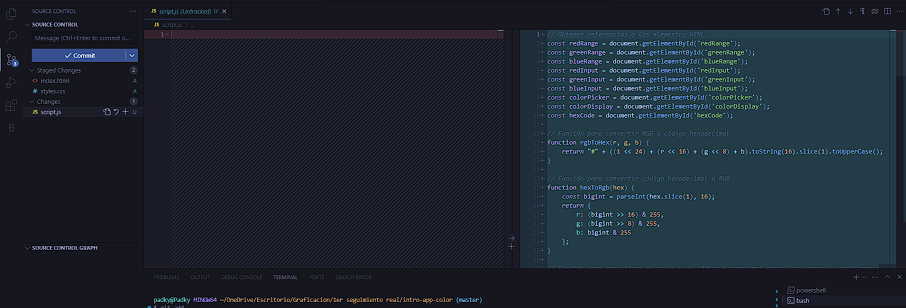 SOURCE CONTROL
SOURCE CONTROL
Message (Ctrl+Enter to commit o...
Commit
Staged Changes 2
index.html A
styles.css A
Changes 1
script.js U
SOURCE CONTROL GRAPH
JS script.js (Untracked) U
JS script.js > ...
1
// Obtener referencias a los elementos HTML
const redRange = document.getElementById('redRange');
const greenRange = document.getElementById('greenRange');
const blueRange = document.getElementById('blueRange');
const redInput = document.getElementById('redInput');
const greenInput = document.getElementById('greenInput');
const blueInput = document.getElementById('blueInput');
const colorPicker = document.getElementById('colorPicker');
const colorDisplay = document.getElementById('colorDisplay');
const hexCode = document.getElementById('hexCode');
// Función para convertir RGB a código hexadecimal
function rgbToHex(r, g, b) {
return "#" + ((1 << 24) + (r << 16) + (g << 8) + b).toString(16).slice(1).toUpperCase();
}
// Función para convertir código hexadecimal a RGB
function hexToRgb(hex) {
const bigint = parseInt(hex.slice(1), 16);
return {
r: (bigint >> 16) & 255,
g: (bigint >> 8) & 255,
b: bigint & 255
};
}
PROBLEMS OUTPUT DEBUG CONSOLE TERMINAL PORTS SEARCH ERROR
padky@Padky MINGW64 ~/OneDrive/Escritorio/Graficacion/1er seguimiento real/intro-app-color (master)
$ git add
powershell
bash